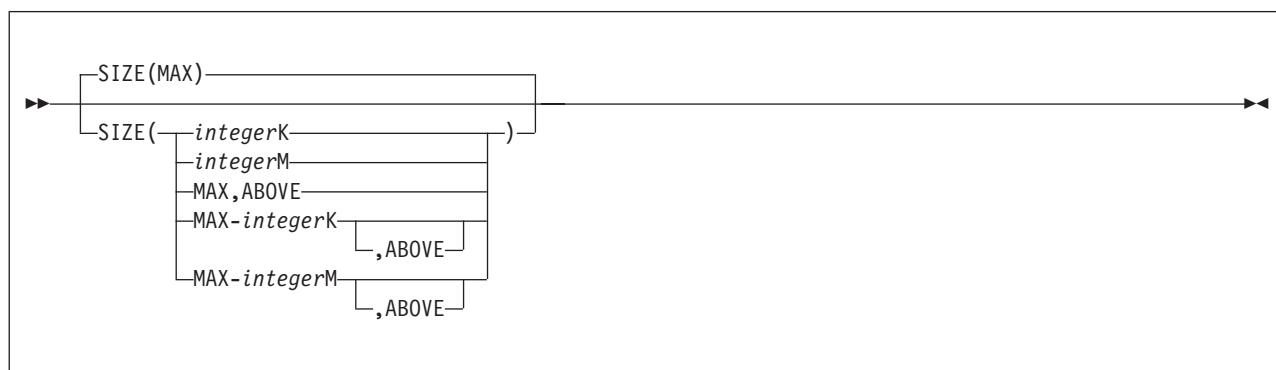 SIZE(MAX)
SIZE( integerK )
integerM
MAX,ABOVE
MAX-integerK
,ABOVE
MAX-integerM
,ABOVE